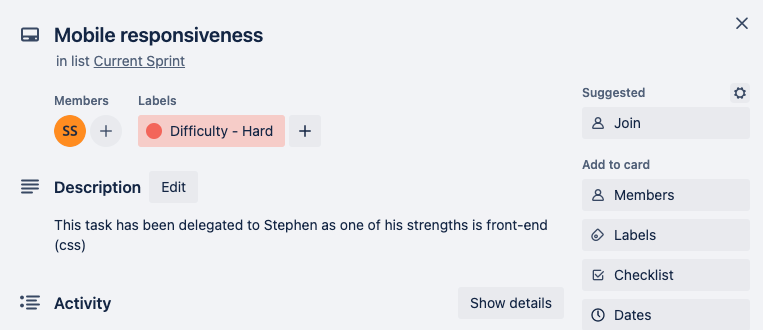 Mobile responsiveness
in list Current Sprint
Members
Labels
SS
Difficulty - Hard
Description
Edit
This task has been delegated to Stephen as one of his strengths is front-end
(css)
Activity
Show details
Suggested
Join
Add to card
Members
Labels
Checklist
Dates